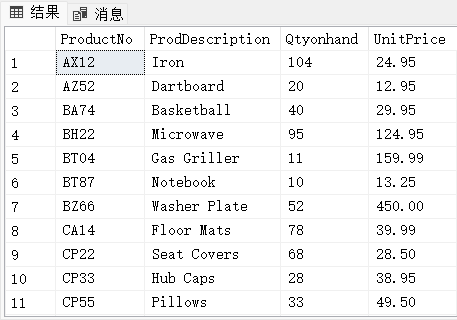 结果 消息
ProductNo ProdDescription Qtyonhand UnitPrice
1 AX12 Iron 104 24.95
2 AZ52 Dartboard 20 12.95
3 BA74 Basketball 40 29.95
4 BH22 Microwave 95 124.95
5 BT04 Gas Griller 11 159.99
6 BT87 Notebook 10 13.25
7 BZ66 Washer Plate 52 450.00
8 CA14 Floor Mats 78 39.99
9 CP22 Seat Covers 68 28.50
10 CP33 Hub Caps 28 38.95
11 CP55 Pillows 33 49.50